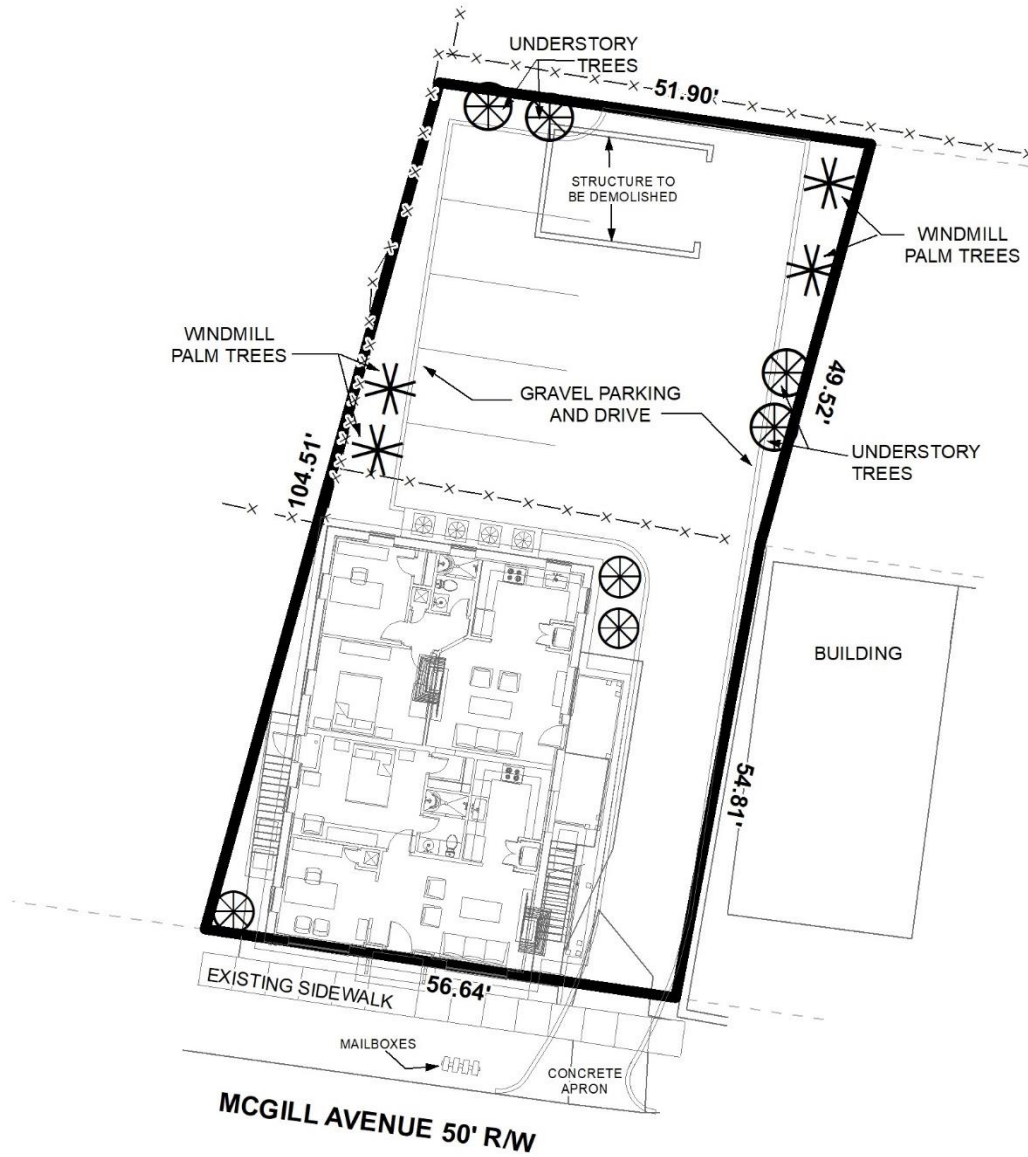 UNDERSTORY
TREES
51.90'
STRUCTURE TO
BE DEMOLISHED
WINDMILL
PALM TREES
WINDMILL
PALM TREES
GRAVEL PARKING
AND DRIVE
49.52'
UNDERSTORY
TREES
104.51'
BUILDING
54.81'
56.64'
EXISTING SIDEWALK
MAILBOXES
CONCRETE
APRON
MCGILL AVENUE 50' R/W